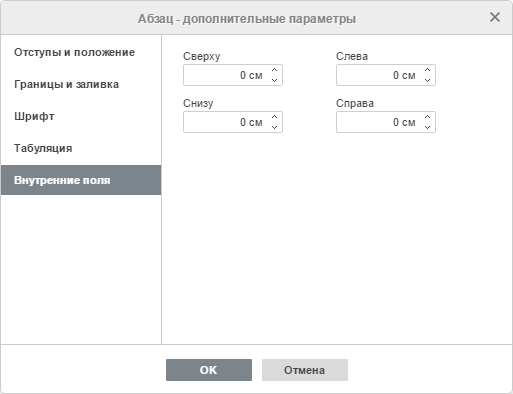 Абзац - дополнительные параметры
Отступы и положение
Границы и заливка
Шрифт
Табуляция
Внутренние поля
Сверху Слева
0 см 0 см
Снизу Справа
0 см 0 см
OK Отмена